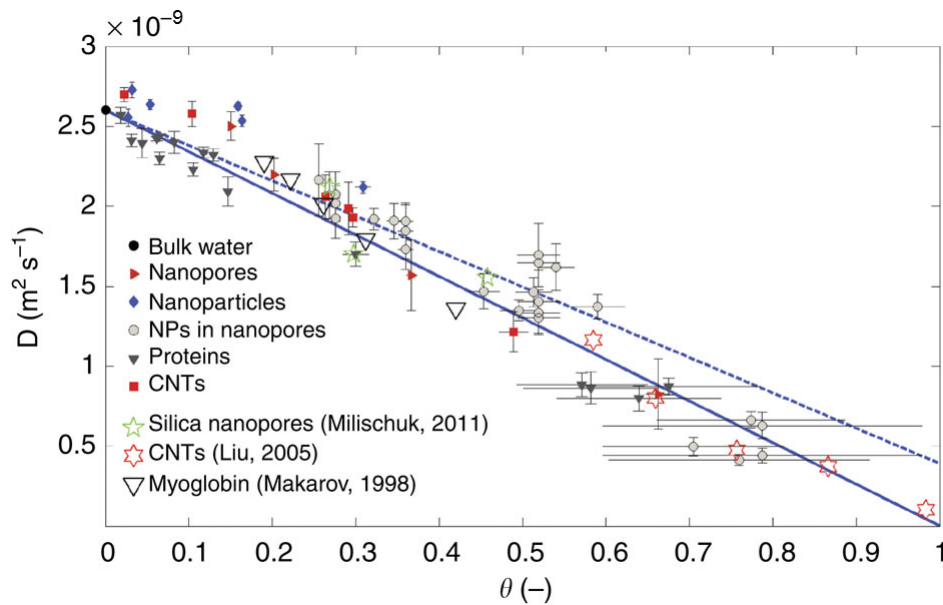 × 10⁻⁹
3
2.5
2
1.5
1
0.5
D (m² s⁻¹)
Bulk water
Nanopores
Nanoparticles
NPs in nanopores
Proteins
CNTs
Silica nanopores (Milischuk, 2011)
CNTs (Liu, 2005)
Myoglobin (Makarov, 1998)
0 0.1 0.2 0.3 0.4 0.5 0.6 0.7 0.8 0.9 1
θ (–)